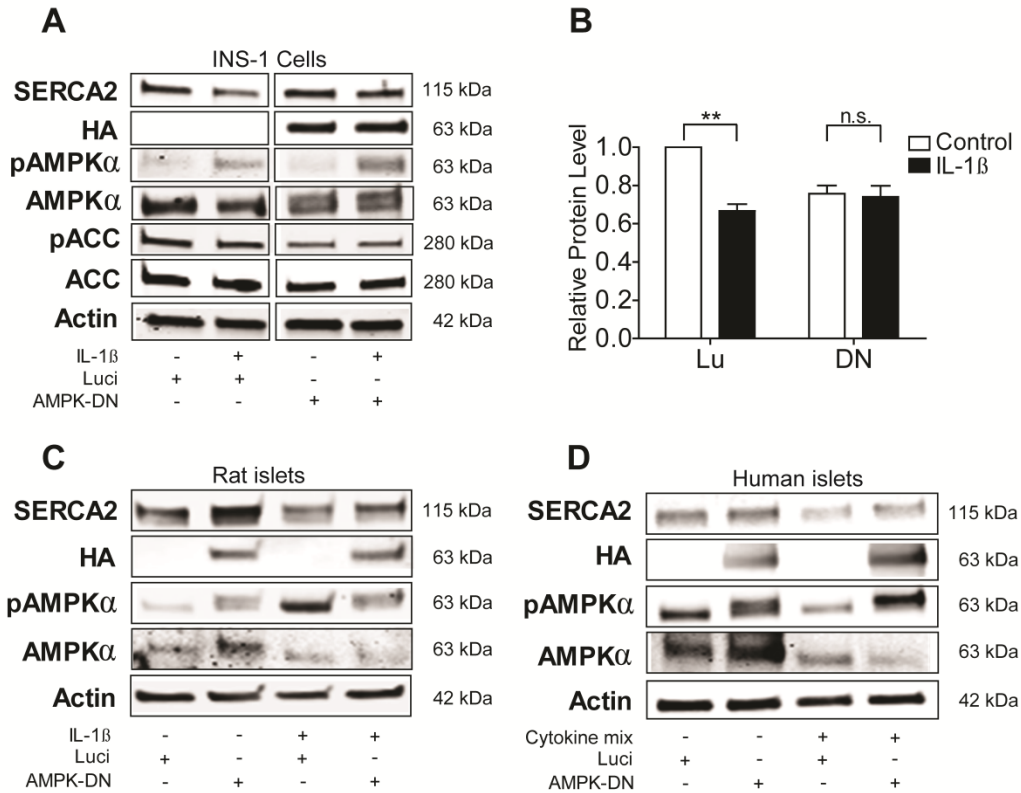 A
INS-1 Cells
SERCA2 115 kDa
HA 63 kDa
pAMPKα 63 kDa
AMPKα 63 kDa
pACC 280 kDa
ACC 280 kDa
Actin 42 kDa
IL-1ß - + - +
Luci + + - -
AMPK-DN - - + +
B
** n.s.
Control
IL-1ß
Relative Protein Level
1.0
0.8
0.6
0.4
0.2
0.0
Lu DN
C
Rat islets
SERCA2 115 kDa
HA 63 kDa
pAMPKα 63 kDa
AMPKα 63 kDa
Actin 42 kDa
IL-1ß - - + +
Luci + - + -
AMPK-DN - + - +
D
Human islets
SERCA2 115 kDa
HA 63 kDa
pAMPKα 63 kDa
AMPKα 63 kDa
Actin 42 kDa
Cytokine mix - - + +
Luci + - + -
AMPK-DN - + - +